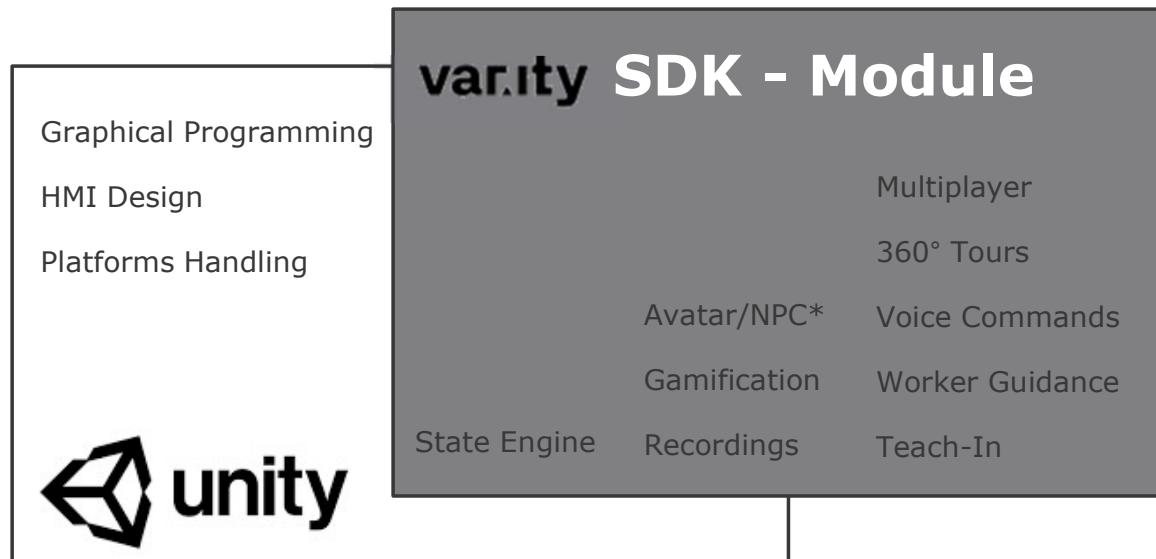 var.ity SDK - Module
Graphical Programming
HMI Design
Platforms Handling
Multiplayer
360° Tours
Avatar/NPC* Voice Commands
Gamification Worker Guidance
State Engine Recordings Teach-In
unity